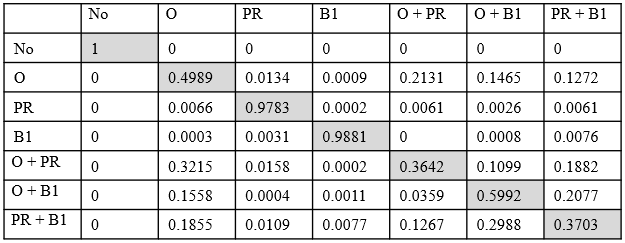 No O PR B1 O + PR O + B1 PR + B1
No 1 0 0 0 0 0 0
O 0 0.4989 0.0134 0.0009 0.2131 0.1465 0.1272
PR 0 0.0066 0.9783 0.0002 0.0061 0.0026 0.0061
B1 0 0.0003 0.0031 0.9881 0 0.0008 0.0076
O + PR 0 0.3215 0.0158 0.0002 0.3642 0.1099 0.1882
O + B1 0 0.1558 0.0004 0.0011 0.0359 0.5992 0.2077
PR + B1 0 0.1855 0.0109 0.0077 0.1267 0.2988 0.3703